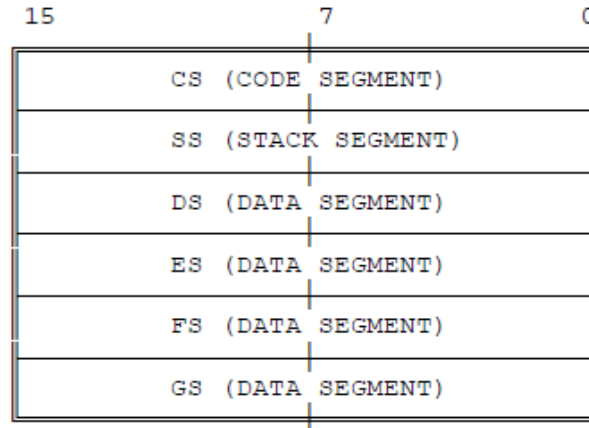 15 7 0
CS (CODE SEGMENT)
SS (STACK SEGMENT)
DS (DATA SEGMENT)
ES (DATA SEGMENT)
FS (DATA SEGMENT)
GS (DATA SEGMENT)